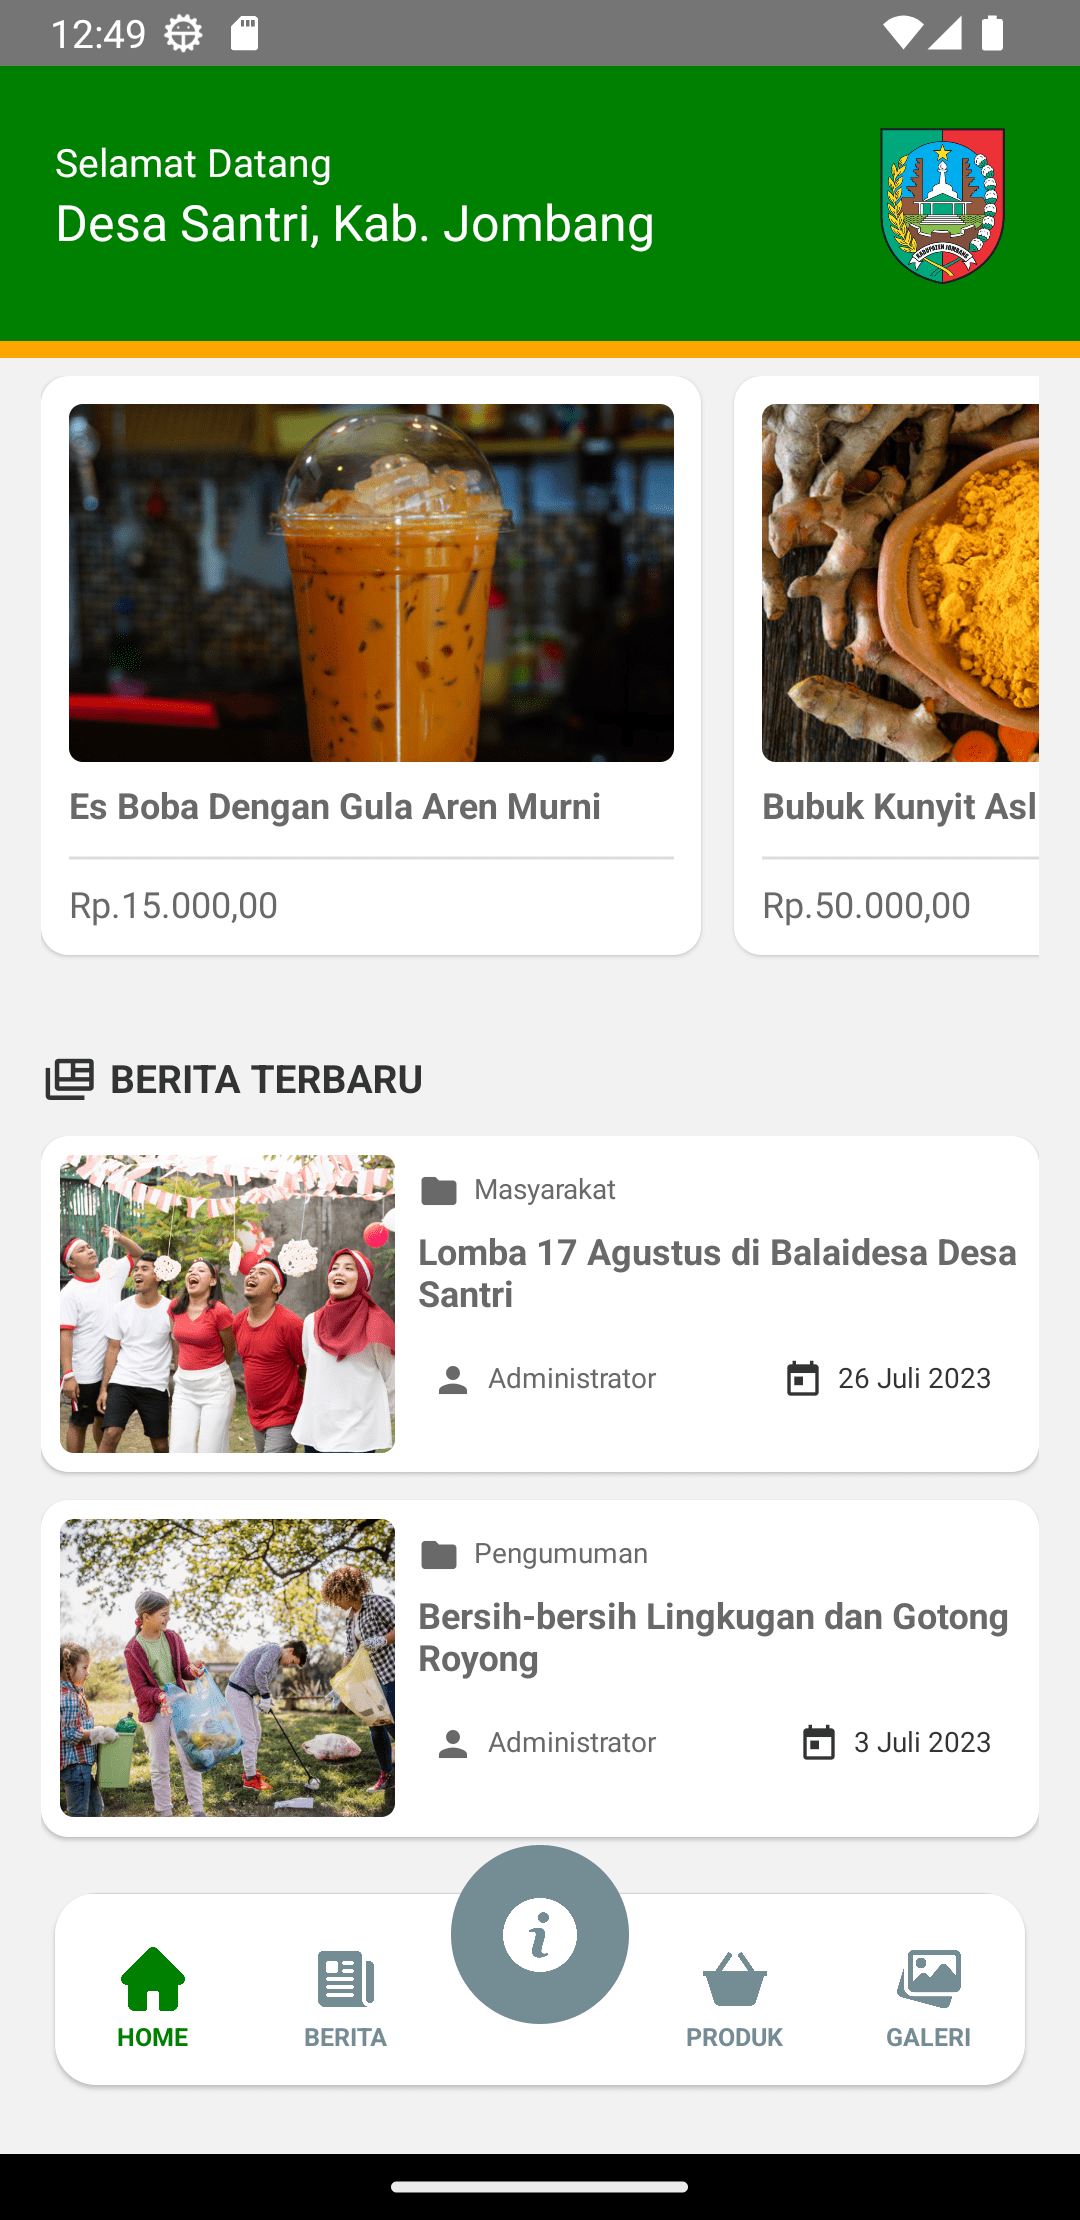 12:49
Selamat Datang
Desa Santri, Kab. Jombang
KABUPATEN JOMBANG
Es Boba Dengan Gula Aren Murni
Rp.15.000,00
Bubuk Kunyit Asl
Rp.50.000,00
BERITA TERBARU
Masyarakat
Lomba 17 Agustus di Balaidesa Desa
Santri
Administrator
26 Juli 2023
Pengumuman
Bersih-bersih Lingkugan dan Gotong
Royong
Administrator
3 Juli 2023
HOME
BERITA
PRODUK
GALERI